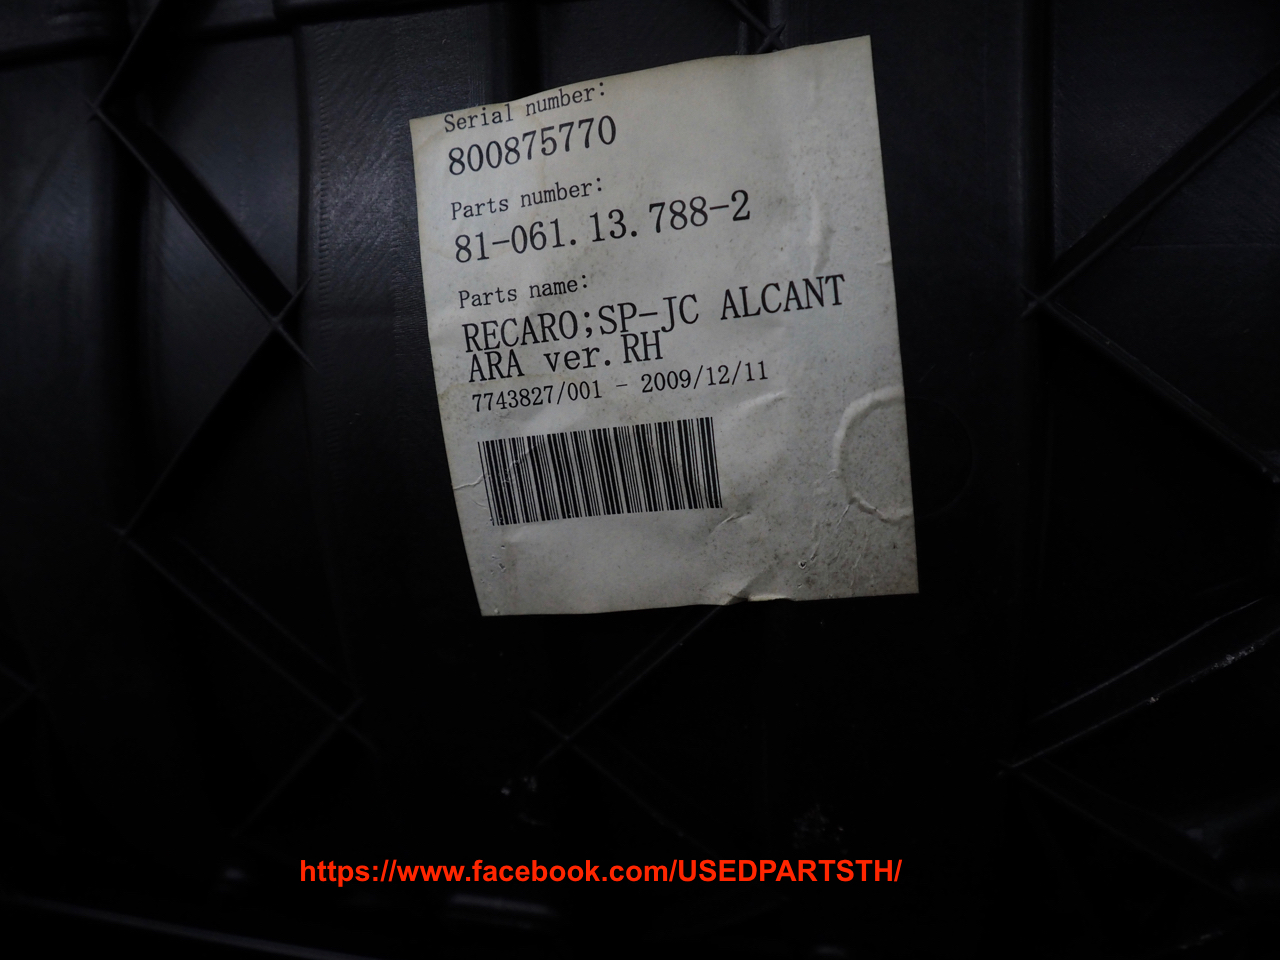 Serial number:
800875770
Parts number:
81-061.13.788-2
Parts name:
RECARO;SP-JC ALCANT
ARA ver.RH
7743827/001 - 2009/12/11
https://www.facebook.com/USEDPARTSTH/